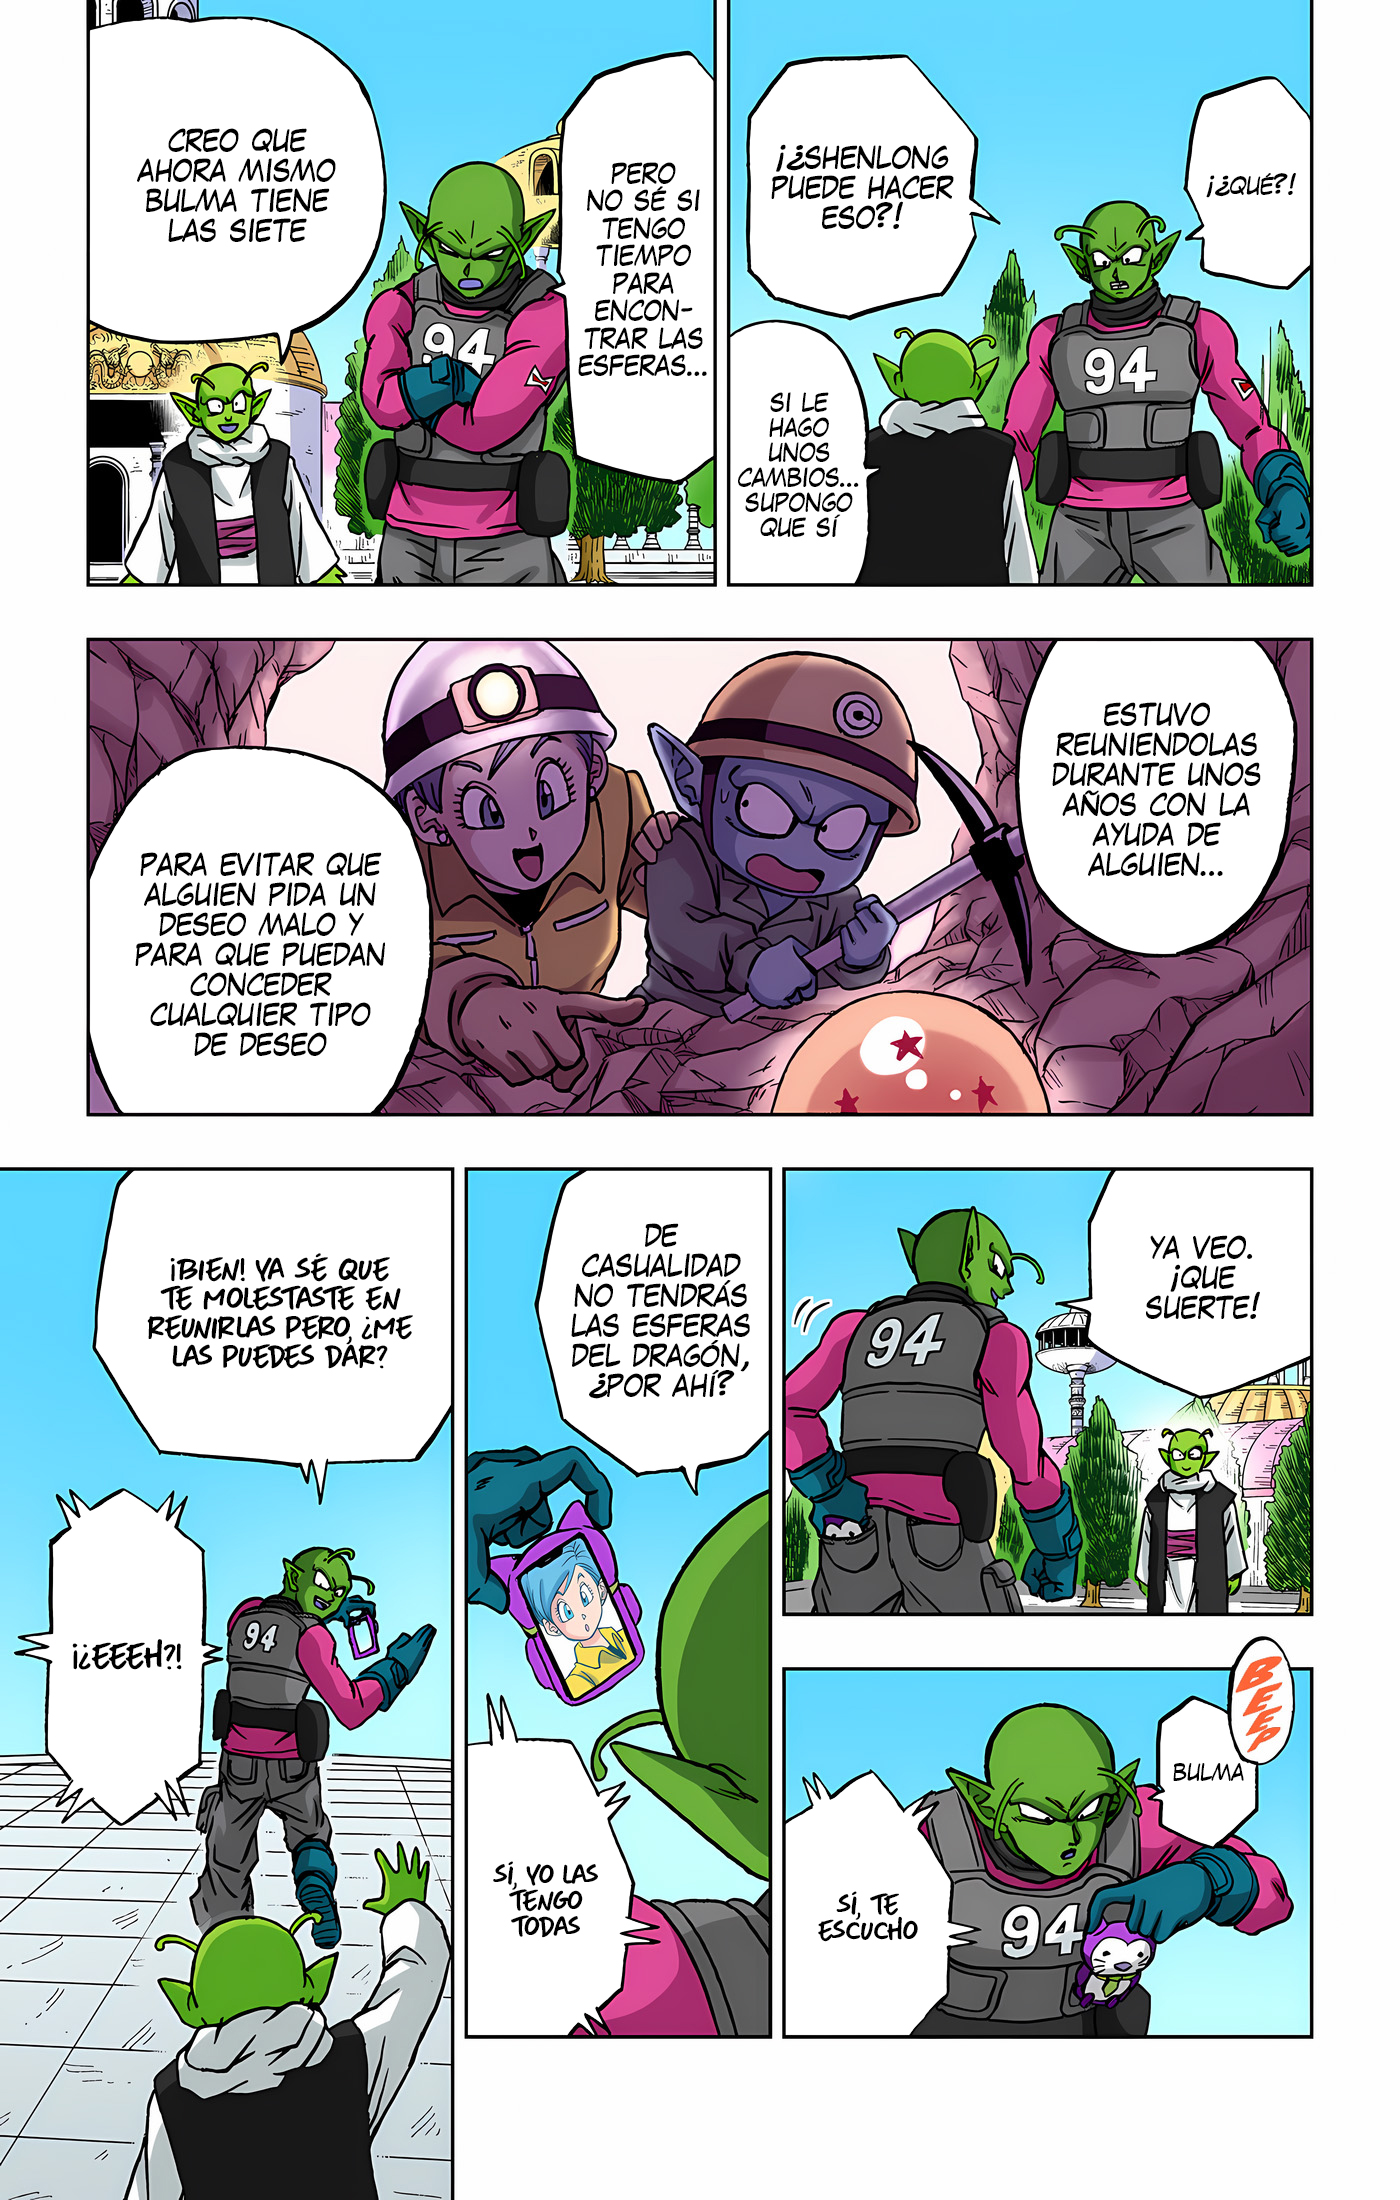 ¡¿QUÉ?!
¡¿SHENLONG
PUEDE HACER
ESO?!
SI LE
HAGO
UNOS
CAMBIOS...
SUPONGO
QUE SÍ
94
PERO
NO SÉ SI
TENGO
TIEMPO
PARA
ENCON-
TRAR LAS
ESFERAS...
CREO QUE
AHORA MISMO
BULMA TIENE
LAS SIETE
94
ESTUVO
REUNIENDOLAS
DURANTE UNOS
AÑOS CON LA
AYUDA DE
ALGUIEN...
PARA EVITAR QUE
ALGUIEN PIDA UN
DESEO MALO Y
PARA QUE PUEDAN
CONCEDER
CUALQUIER TIPO
DE DESEO
YA VEO.
¡QUE
SUERTE!
94
BEEP
BULMA
SÍ, TE
ESCUCHO
94
DE
CASUALIDAD
NO TENDRÁS
LAS ESFERAS
DEL DRAGÓN,
¿POR AHÍ?
SÍ, YO LAS
TENGO
TODAS
¡BIEN! YA SÉ QUE
TE MOLESTASTE EN
REUNIRLAS PERO, ¿ME
LAS PUEDES DAR?
¡¿EEEH?!
94